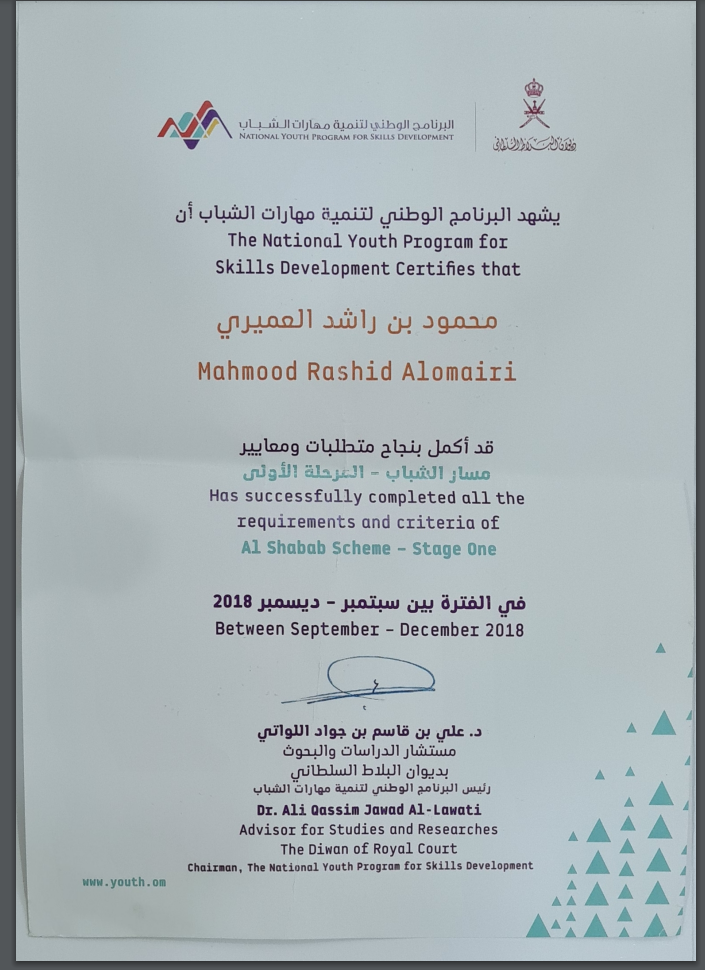 البرنامج الوطني لتنمية مهارات الشباب
NATIONAL YOUTH PROGRAM FOR SKILLS DEVELOPMENT
ديوان البلاط السلطاني
يشهد البرنامج الوطني لتنمية مهارات الشباب أن
The National Youth Program for
Skills Development Certifies that
محمود بن راشد العميري
Mahmood Rashid Alomairi
قد أكمل بنجاح متطلبات ومعايير
مسار الشباب - المرحلة الأولى
Has successfully completed all the
requirements and criteria of
Al Shabab Scheme - Stage One
في الفترة بين سبتمبر - ديسمبر 2018
Between September - December 2018
د. علي بن قاسم بن جواد اللواتي
مستشار الدراسات والبحوث
بديوان البلاط السلطاني
رئيس البرنامج الوطني لتنمية مهارات الشباب
Dr. Ali Qassim Jawad Al-Lawati
Advisor for Studies and Researches
The Diwan of Royal Court
Chairman, The National Youth Program for Skills Development
www.youth.om